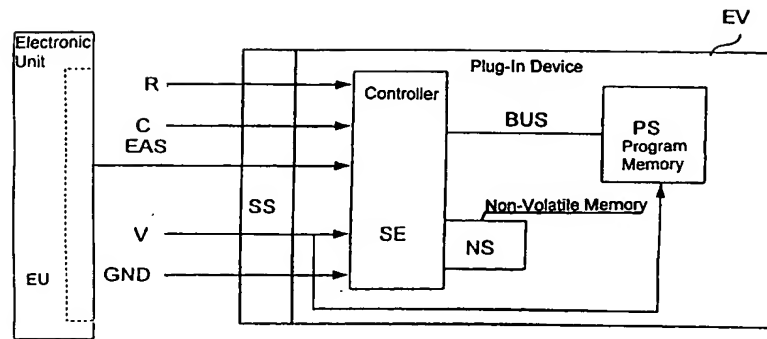 EV
Electronic
Unit
Plug-In Device
R
Controller
C
BUS
PS
Program
Memory
EAS
SS
Non-Volatile Memory
V
SE
NS
EU
GND